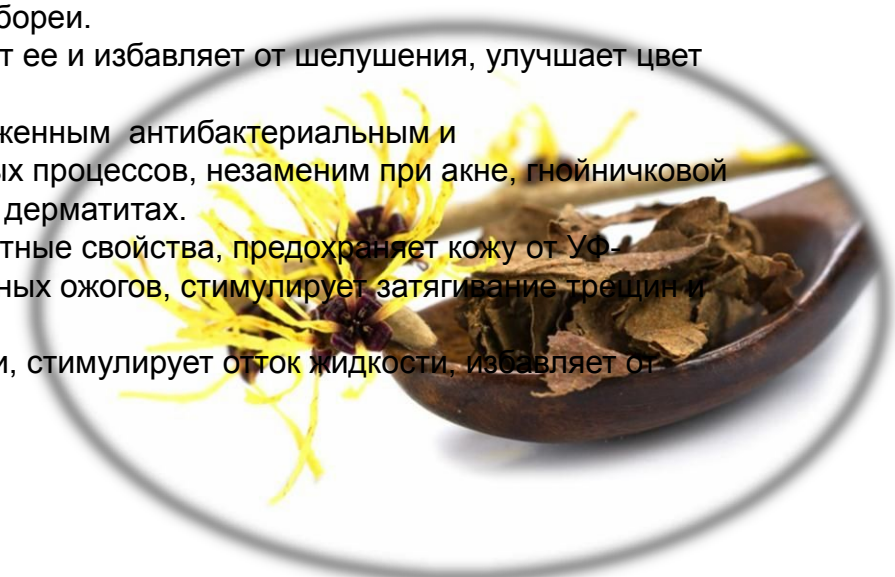 бореи.
т ее и избавляет от шелушения, улучшает цвет
женным антибактериальным и
ых процессов, незаменим при акне, гнойничковой
дерматитах.
тные свойства, предохраняет кожу от УФ-
ных ожогов, стимулирует затягивание трещин и
и, стимулирует отток жидкости, избавляет от